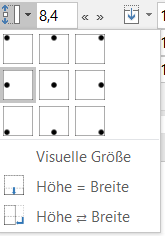 8,4 « »
Visuelle Größe
Höhe = Breite
Höhe ⇄ Breite